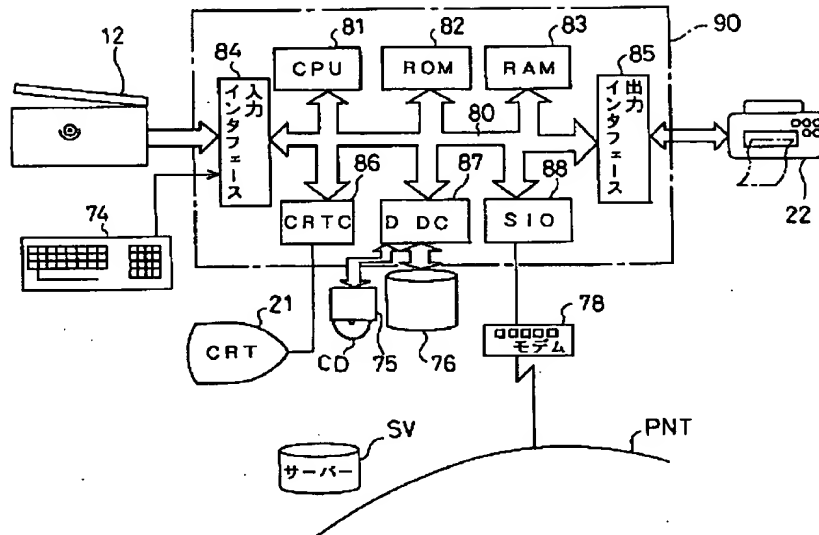 12
84
81
82
83
85
90
CPU
ROM
RAM
入力
インタフェース
80
出力
インタフェース
86
87
88
CRTC
DDC
SIO
22
74
21
CRT
CD
75
76
78
モデム
SV
サーバー
PNT